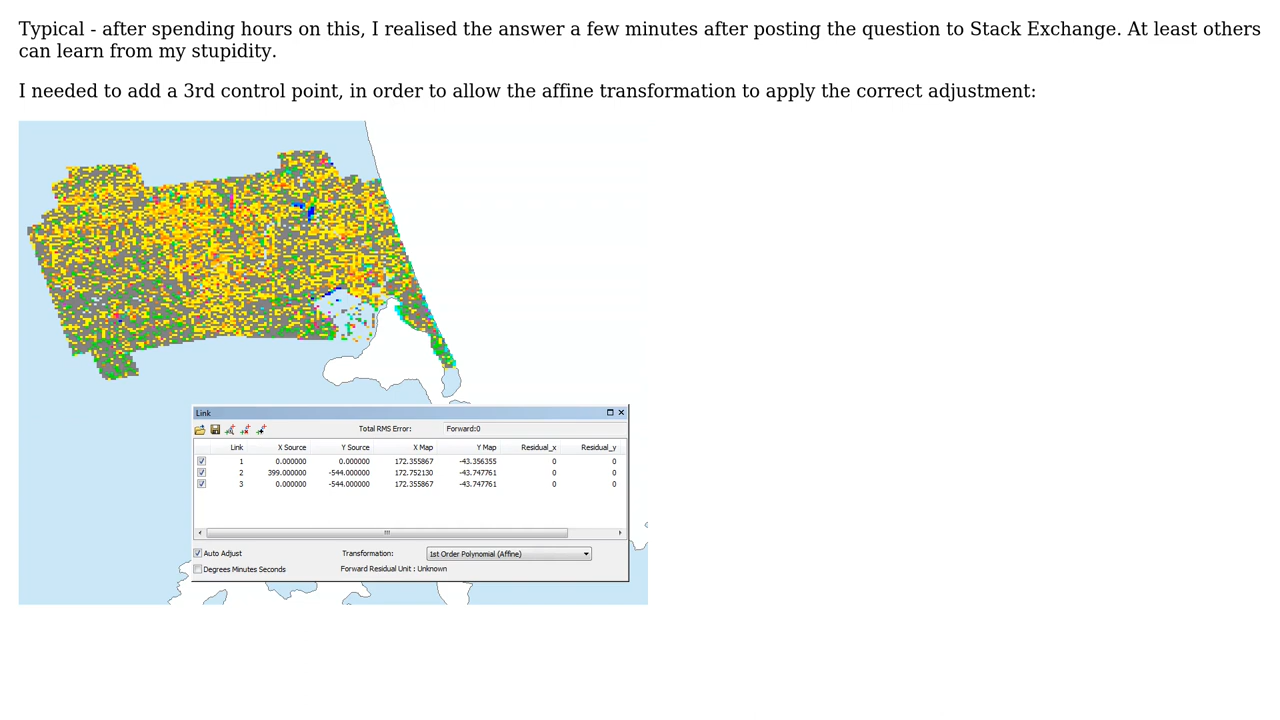 Typical - after spending hours on this, I realised the answer a few minutes after posting the question to Stack Exchange. At least others
can learn from my stupidity.
I needed to add a 3rd control point, in order to allow the affine transformation to apply the correct adjustment:
Link
Total RMS Error: Forward:0
Link X Source Y Source X Map Y Map Residual_x Residual_y
1 0.000000 0.000000 172.355867 -43.356355 0 0
2 399.000000 -544.000000 172.752130 -43.747761 0 0
3 0.000000 -544.000000 172.355867 -43.747761 0 0
Auto Adjust Transformation: 1st Order Polynomial (Affine)
Degrees Minutes Seconds Forward Residual Unit : Unknown